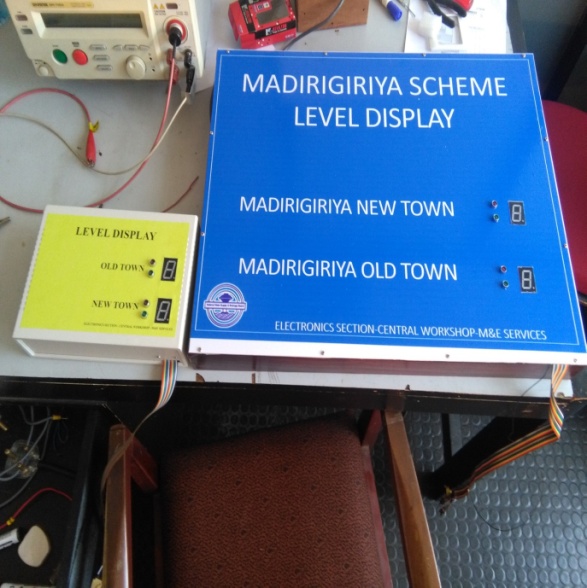 MADIRIGIRIYA SCHEME
LEVEL DISPLAY
MADIRIGIRIYA NEW TOWN
MADIRIGIRIYA OLD TOWN
ELECTRONICS SECTION-CENTRAL WORKSHOP-M&E SERVICES
LEVEL DISPLAY
OLD TOWN
NEW TOWN